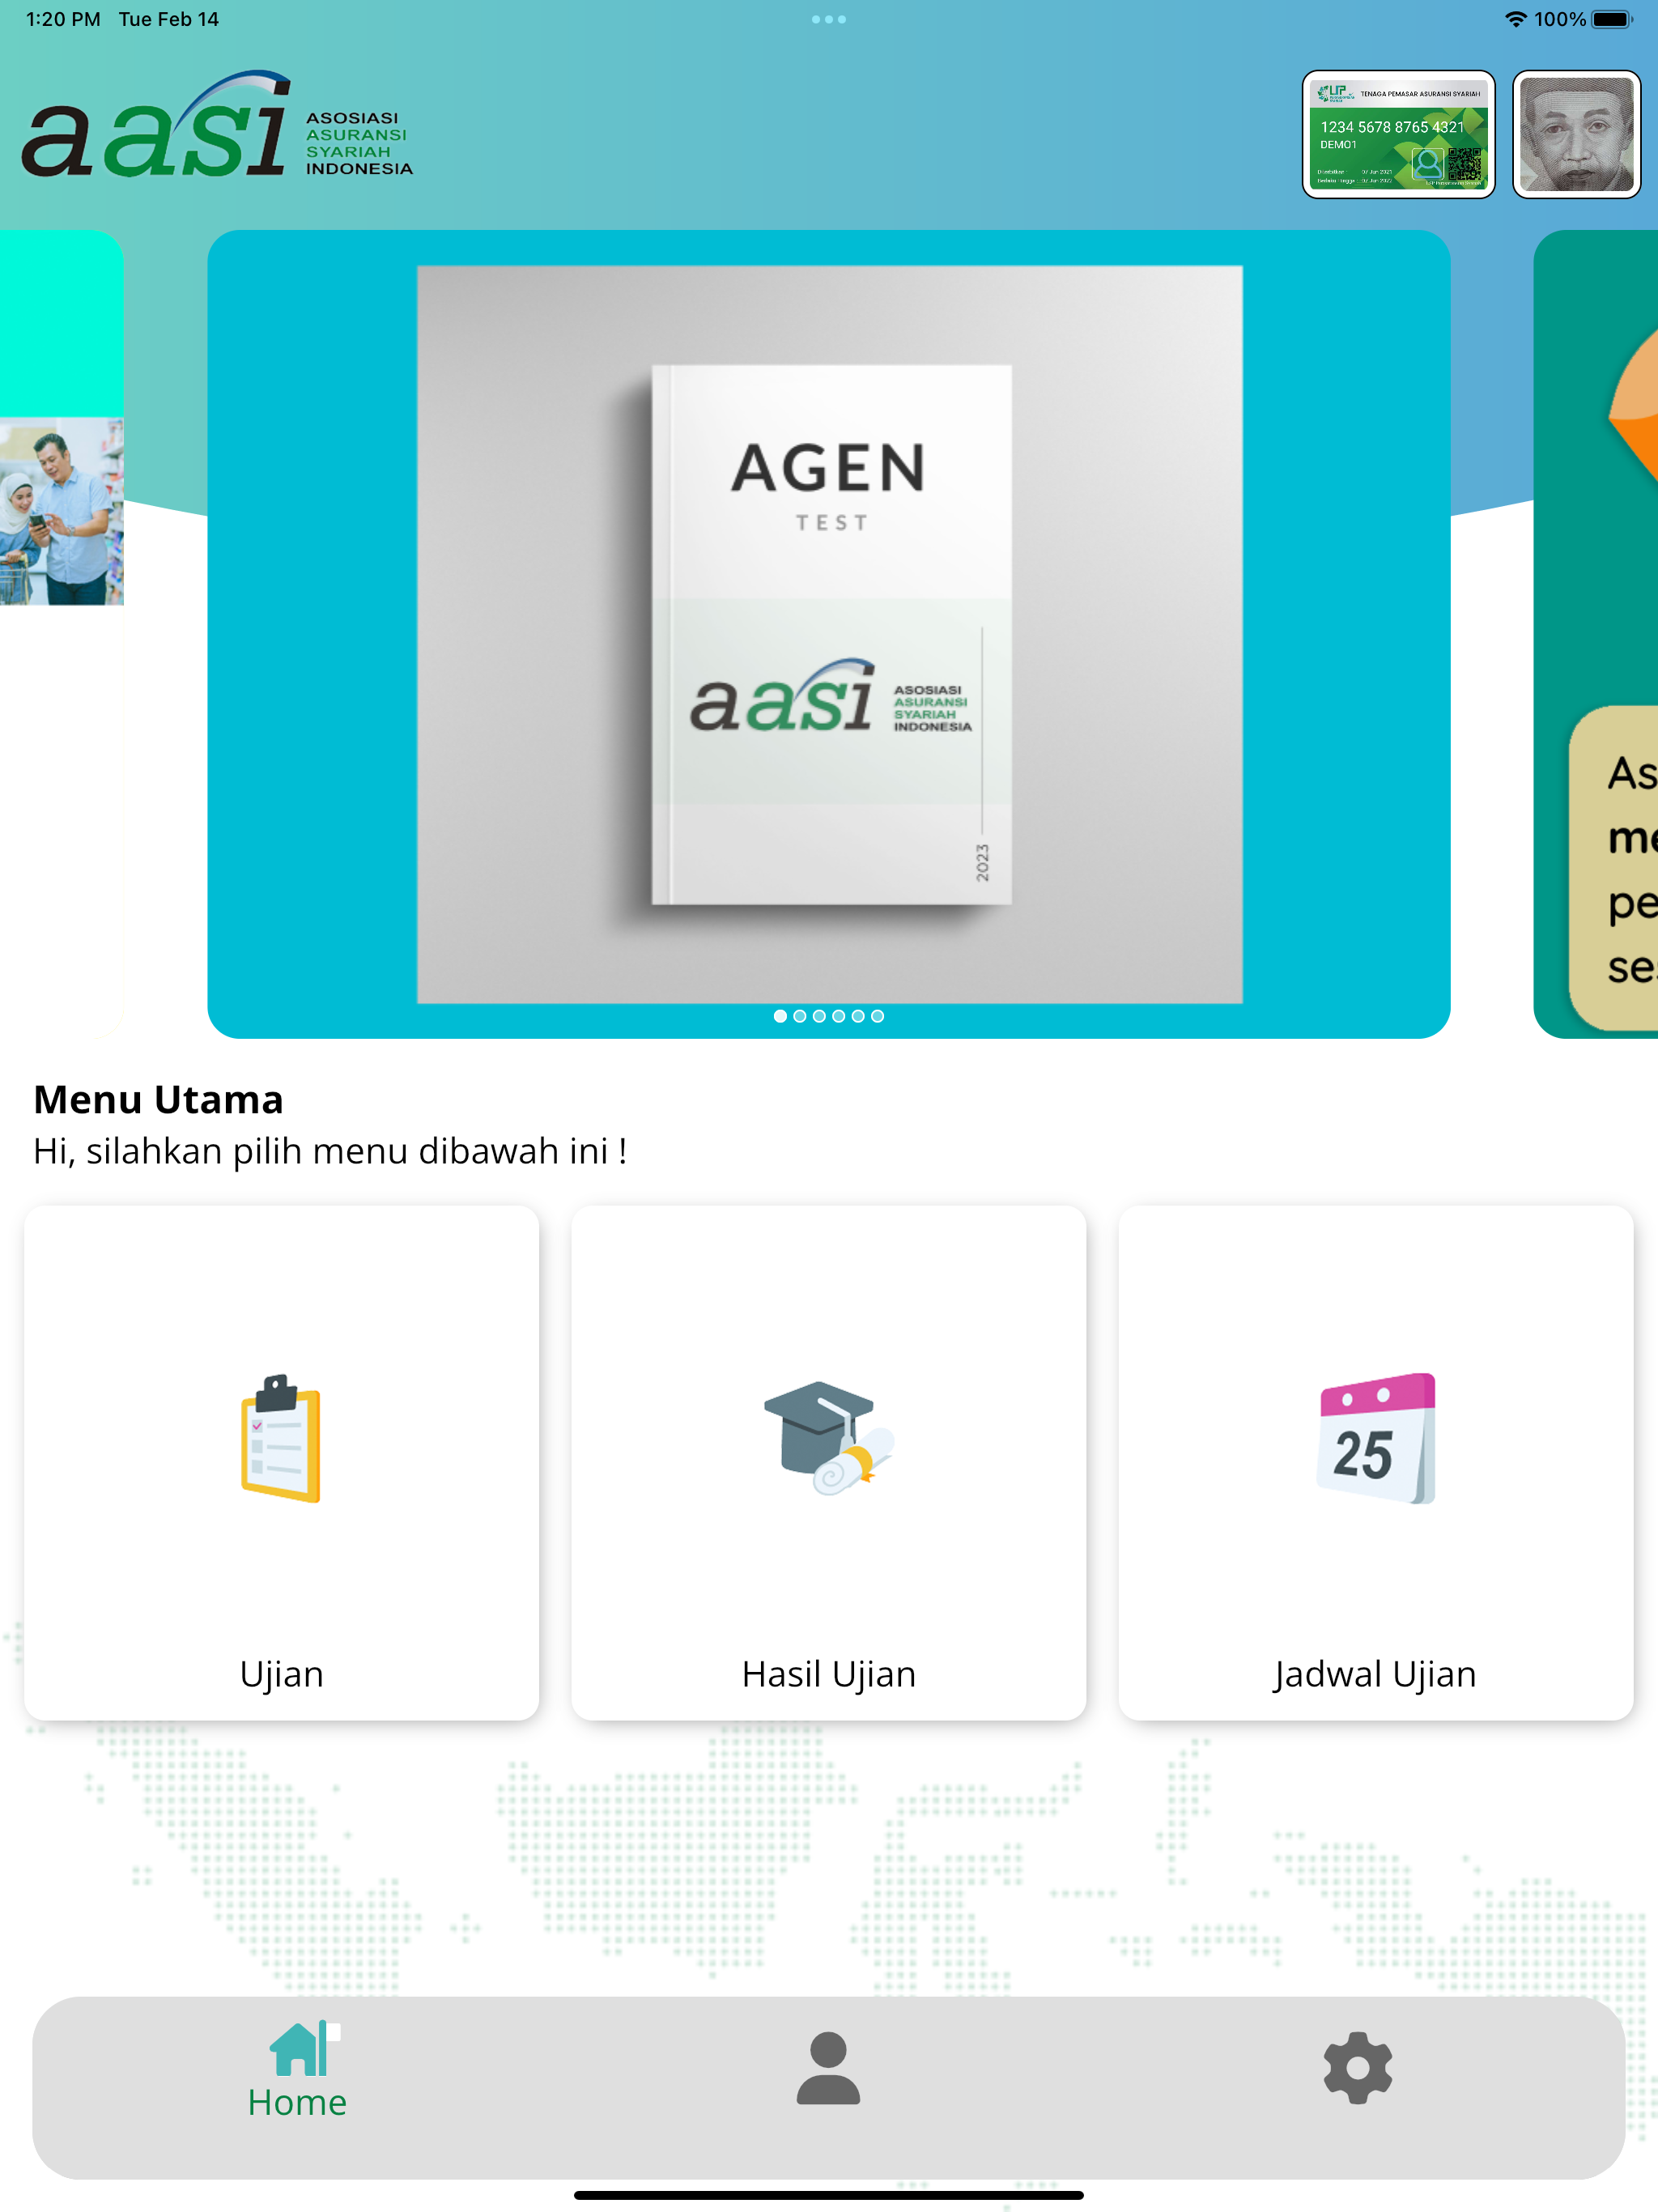 1:20 PM Tue Feb 14
100%
aasi
ASOSIASI
ASURANSI
SYARIAH
INDONESIA
TENAGA PEMASAR ASURANSI SYARIAH
1234 5678 8765 4321
DEMO1
AGEN
TEST
aasi
ASOSIASI
ASURANSI
SYARIAH
INDONESIA
2023
As
me
pe
ses
Menu Utama
Hi, silahkan pilih menu dibawah ini !
25
Ujian
Hasil Ujian
Jadwal Ujian
Home